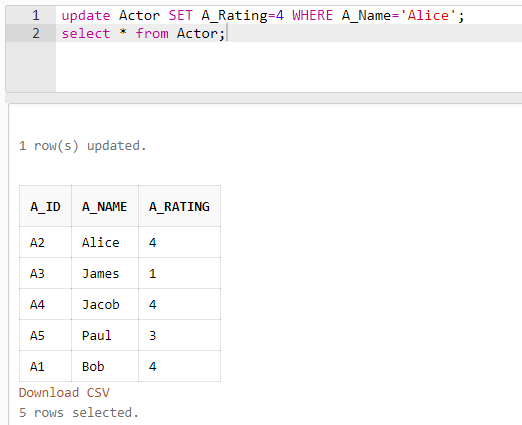 1 update Actor SET A_Rating=4 WHERE A_Name='Alice';
2 select * from Actor;
1 row(s) updated.
A_ID A_NAME A_RATING
A2 Alice 4
A3 James 1
A4 Jacob 4
A5 Paul 3
A1 Bob 4
Download CSV
5 rows selected.